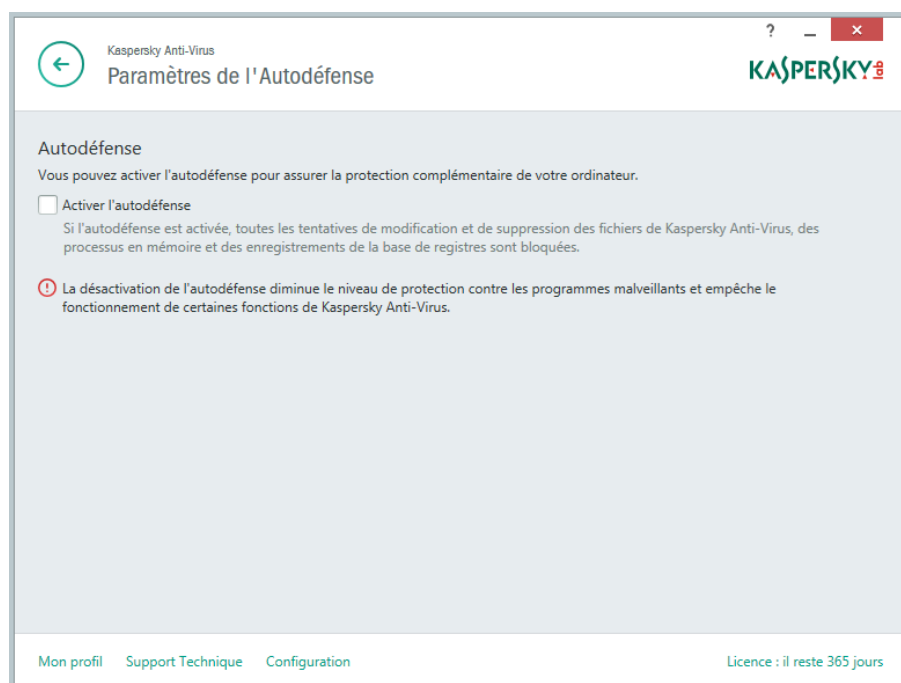 ?
Kaspersky Anti-Virus
Paramètres de l'Autodéfense
KASPERSKY lab
Autodéfense
Vous pouvez activer l'autodéfense pour assurer la protection complémentaire de votre ordinateur.
Activer l'autodéfense
Si l'autodéfense est activée, toutes les tentatives de modification et de suppression des fichiers de Kaspersky Anti-Virus, des
processus en mémoire et des enregistrements de la base de registres sont bloquées.
La désactivation de l'autodéfense diminue le niveau de protection contre les programmes malveillants et empêche le
fonctionnement de certaines fonctions de Kaspersky Anti-Virus.
Mon profil Support Technique Configuration Licence : il reste 365 jours